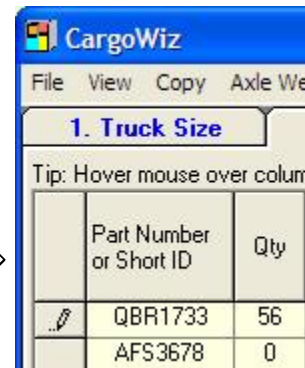 CargoWiz
File View Copy Axle We
1. Truck Size
Tip: Hover mouse over colum
Part Number
or Short ID
Qty
QBR1733 56
AFS3678 0